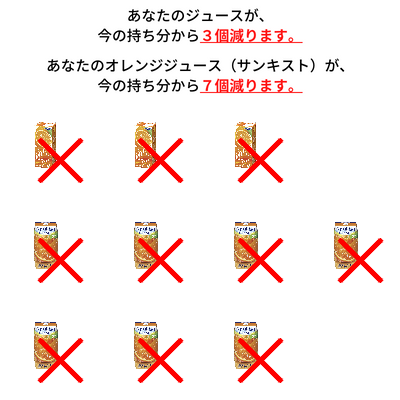 あなたのジュースが、
今の持ち分から３個減ります。
あなたのオレンジジュース（サンキスト）が、
今の持ち分から７個減ります。